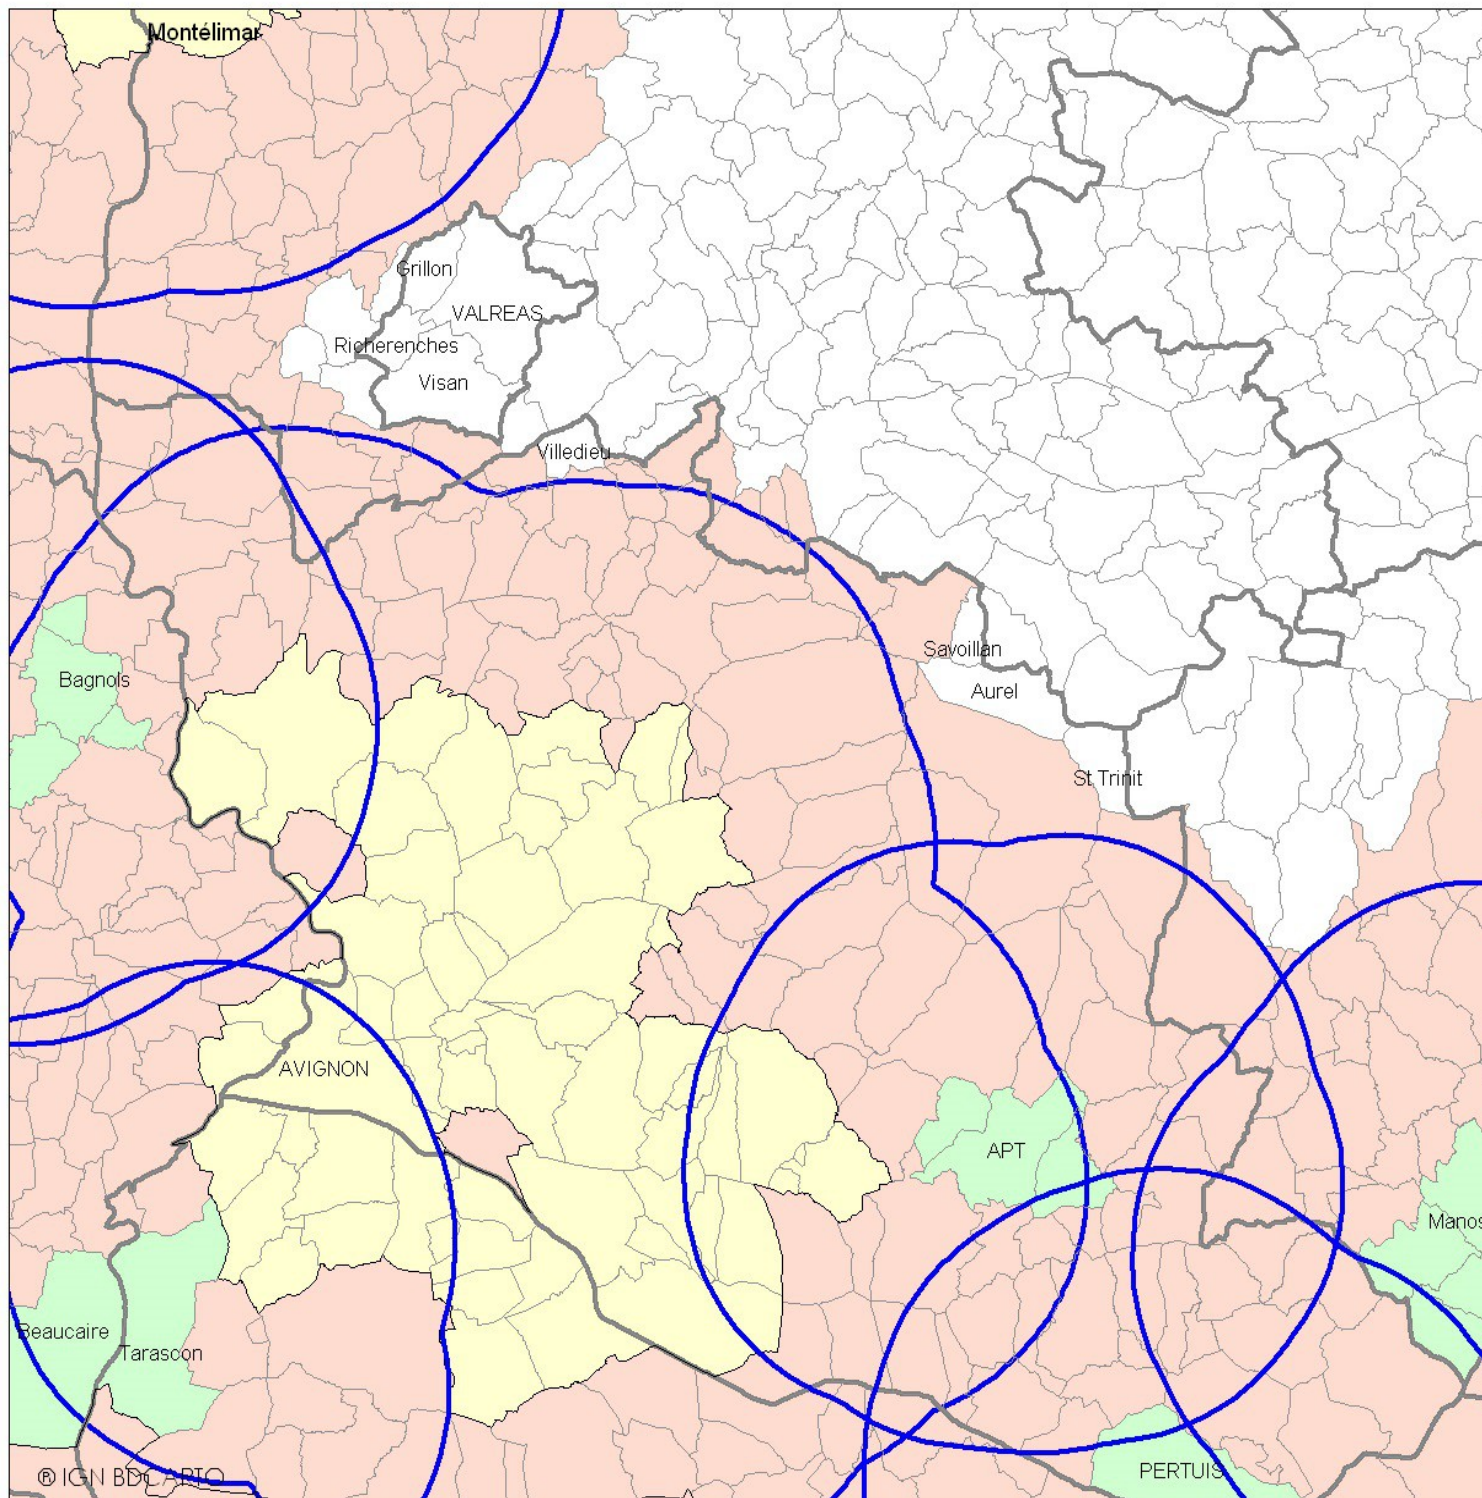 Montélimar
Grillon
VALREAS
Richerenches
Visan
Villedieu
Savoillan
Bagnols
Aurel
St Trinit
AVIGNON
APT
Manos
Beaucaire
Tarascon
PERTUIS
® IGN BDCARTO